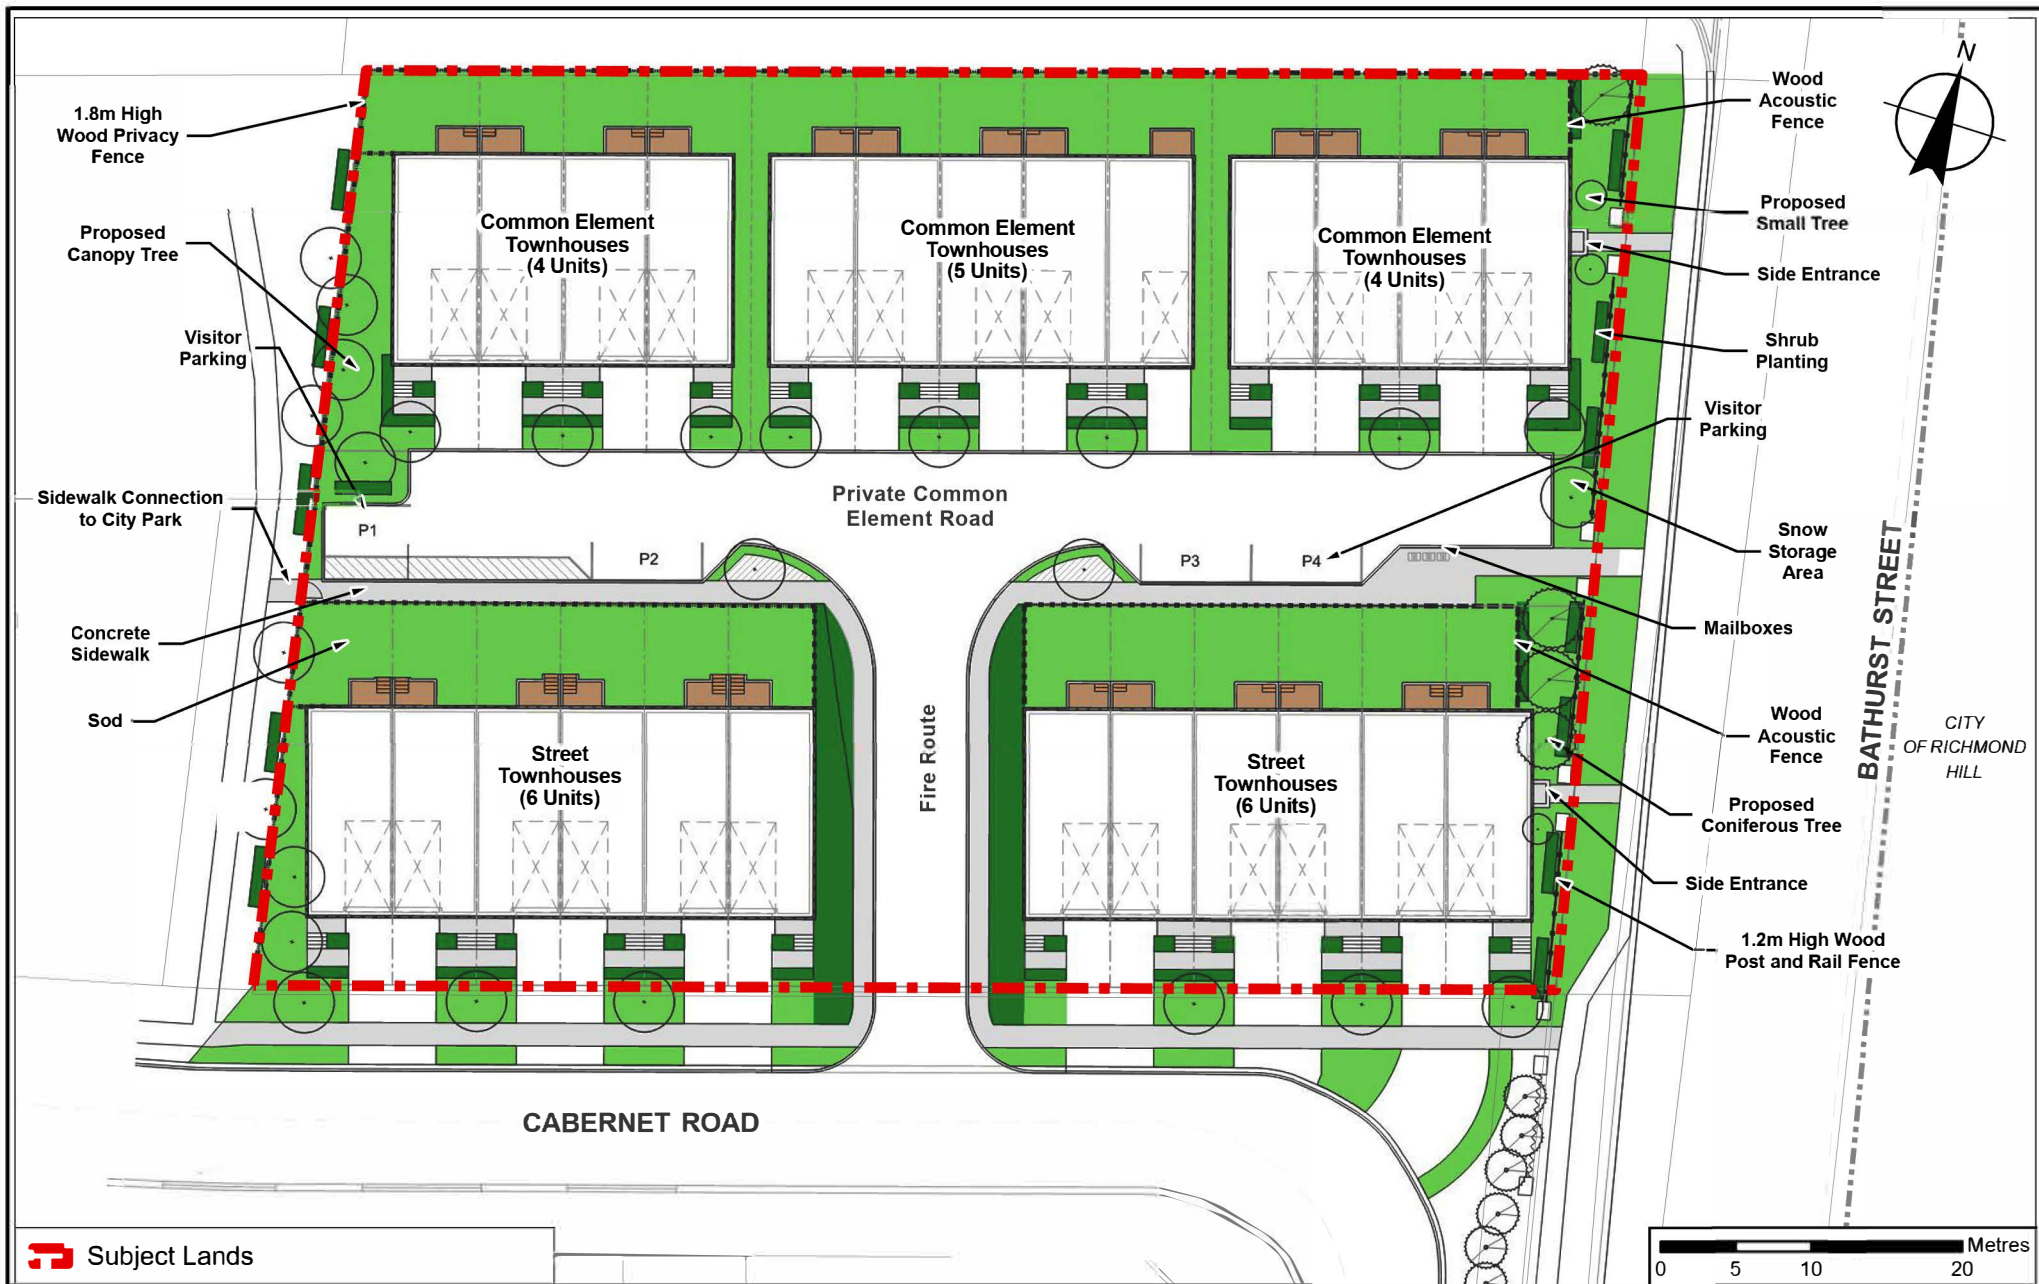 N
1.8m High
Wood Privacy
Fence
Proposed
Canopy Tree
Visitor
Parking
Sidewalk Connection
to City Park
Concrete
Sidewalk
Sod
Common Element
Townhouses
(4 Units)
Common Element
Townhouses
(5 Units)
Common Element
Townhouses
(4 Units)
Wood
Acoustic
Fence
Proposed
Small Tree
Side Entrance
Shrub
Planting
Visitor
Parking
Snow
Storage
Area
Mailboxes
Private Common
Element Road
P1
P2
P3
P4
Street
Townhouses
(6 Units)
Fire Route
Street
Townhouses
(6 Units)
Wood
Acoustic
Fence
Proposed
Coniferous Tree
Side Entrance
1.2m High Wood
Post and Rail Fence
BATHURST STREET
CITY
OF RICHMOND
HILL
CABERNET ROAD
Subject Lands
Metres
0 5 10 20